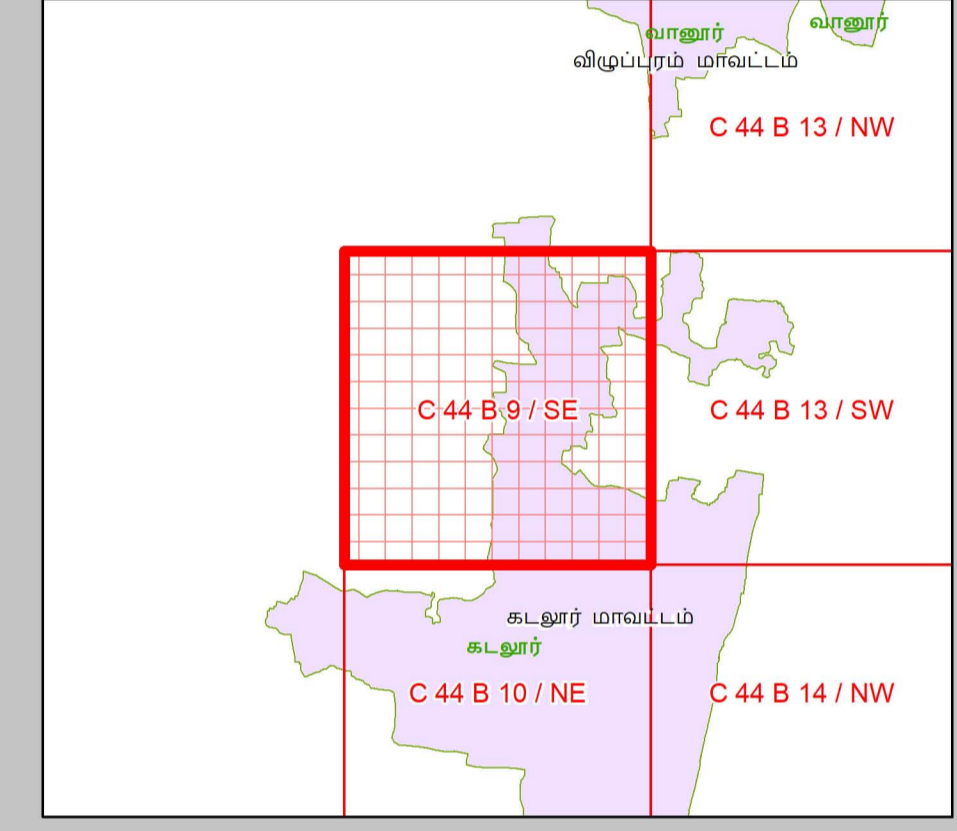 வானூர்
வானூர்
விழுப்புரம் மாவட்டம்
C 44 B 13 / NW
C 44 B 9 / SE
C 44 B 13 / SW
கடலூர் மாவட்டம்
கடலூர்
C 44 B 10 / NE
C 44 B 14 / NW